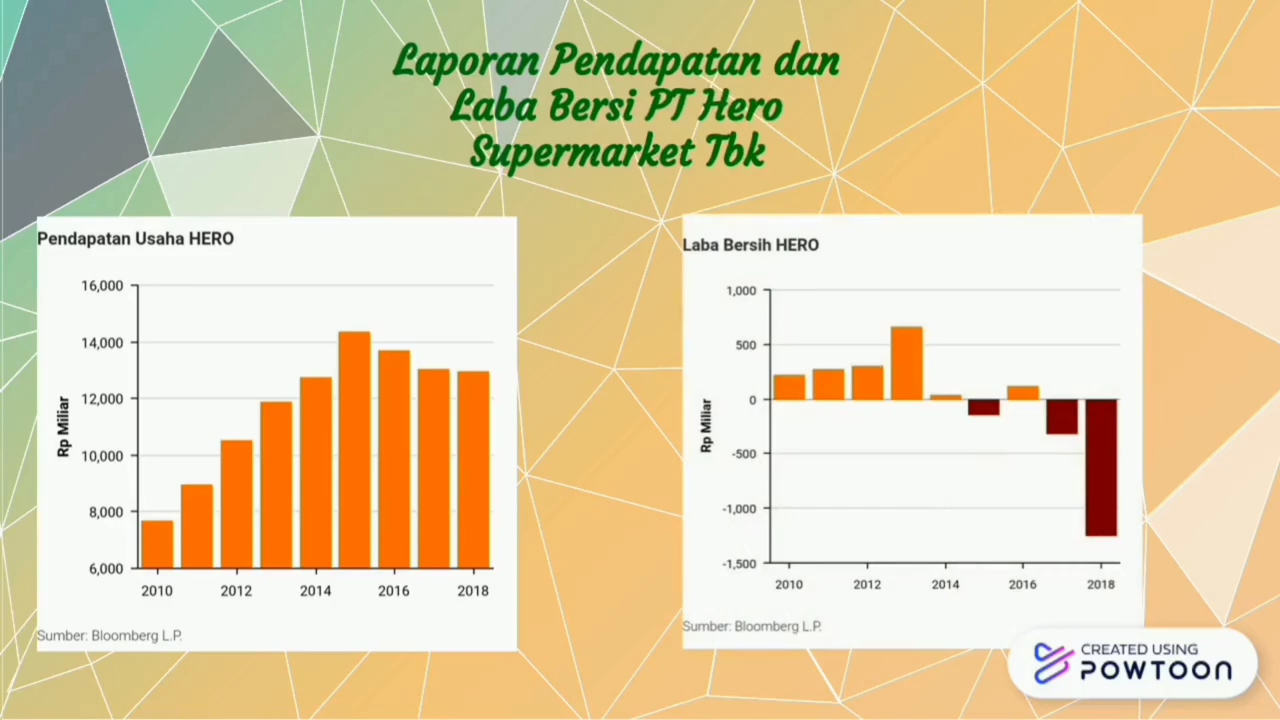 Laporan Pendapatan dan
Laba Bersi PT Hero
Supermarket Tbk
Pendapatan Usaha HERO
Rp Miliar
16,000
14,000
12,000
10,000
8,000
6,000
2010 2012 2014 2016 2018
Sumber: Bloomberg L.P.
Laba Bersih HERO
Rp Miliar
1,000
500
0
-500
-1,000
-1,500
2010 2012 2014 2016 2018
Sumber: Bloomberg L.P.
CREATED USING
POWTOON